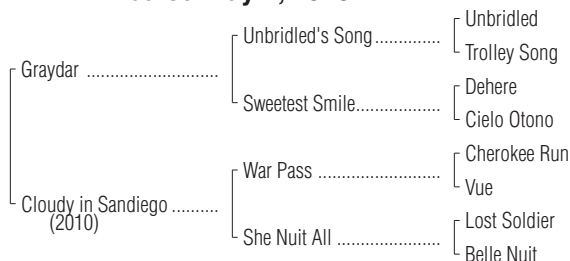 Unbridled
Unbridled's Song
Trolley Song
Graydar
Dehere
Sweetest Smile
Cielo Otono
Cherokee Run
War Pass
Vue
Cloudy in Sandiego
(2010)
Lost Soldier
She Nuit All
Belle Nuit